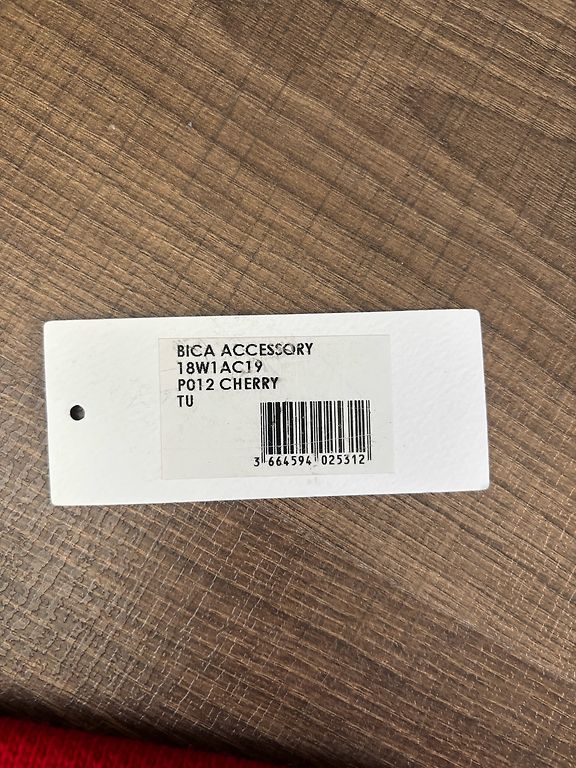 BICA ACCESSORY
18W1AC19
P012 CHERRY
TU
3 664594 025312